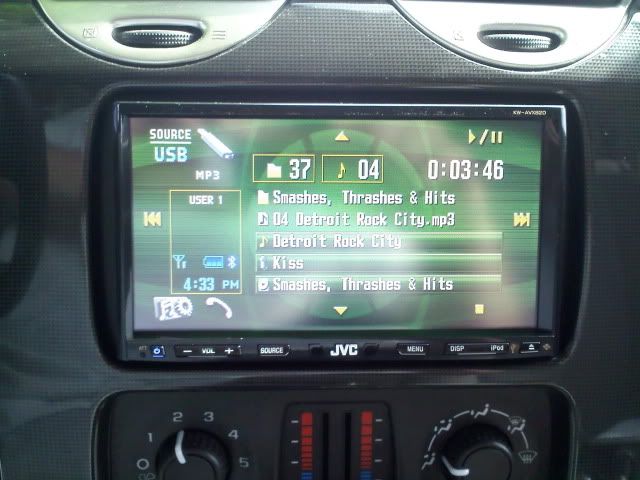 KW-AVX820
SOURCE
USB
MP3
37
04
0:03:46
USER 1
Smashes, Thrashes & Hits
04 Detroit Rock City.mp3
Detroit Rock City
Kiss
Smashes, Thrashes & Hits
4:33 PM
ATT
- VOL +
SOURCE
JVC
MENU
DISP
iPod
0
1
2
3
4
5